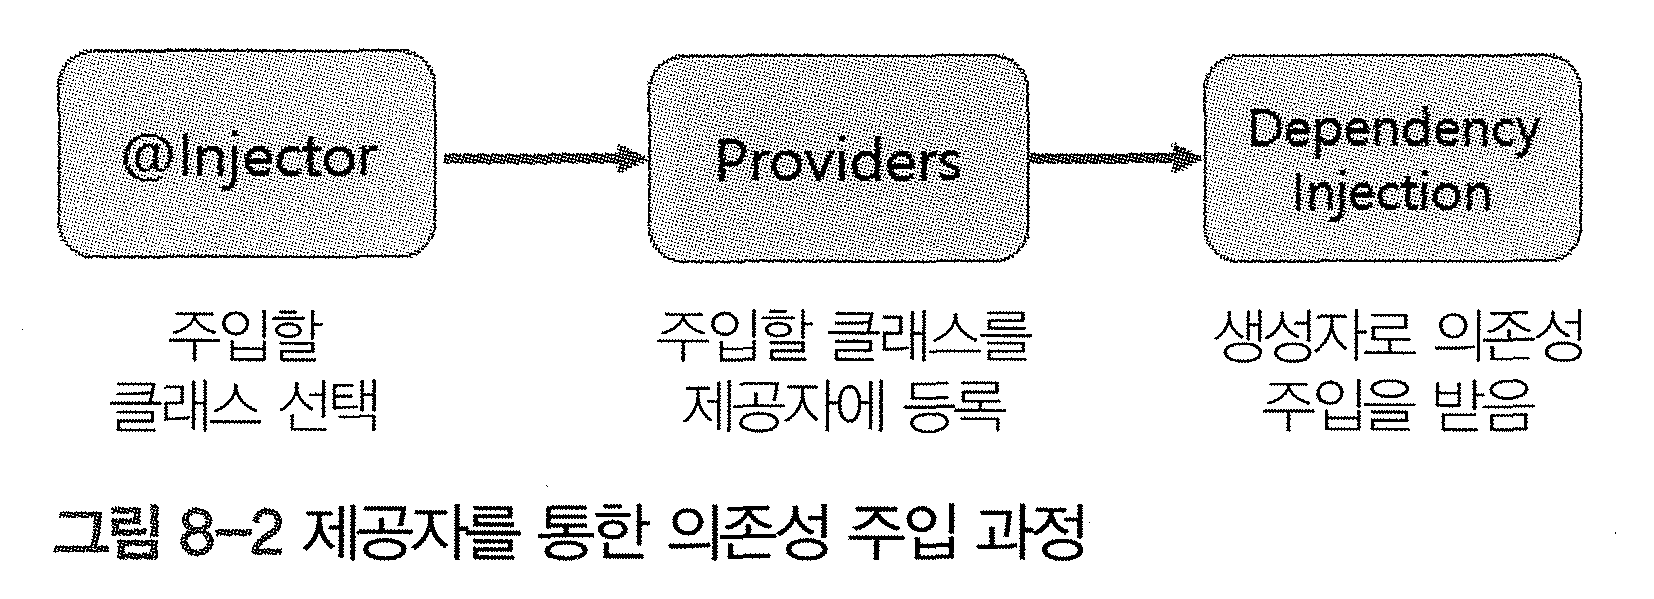 @Injector
Providers
Dependency
Injection
주입할
클래스 선택
주입할 클래스를
제공자에 등록
생성자로 의존성
주입을 받음
그림 8-2 제공자를 통한 의존성 주입 과정